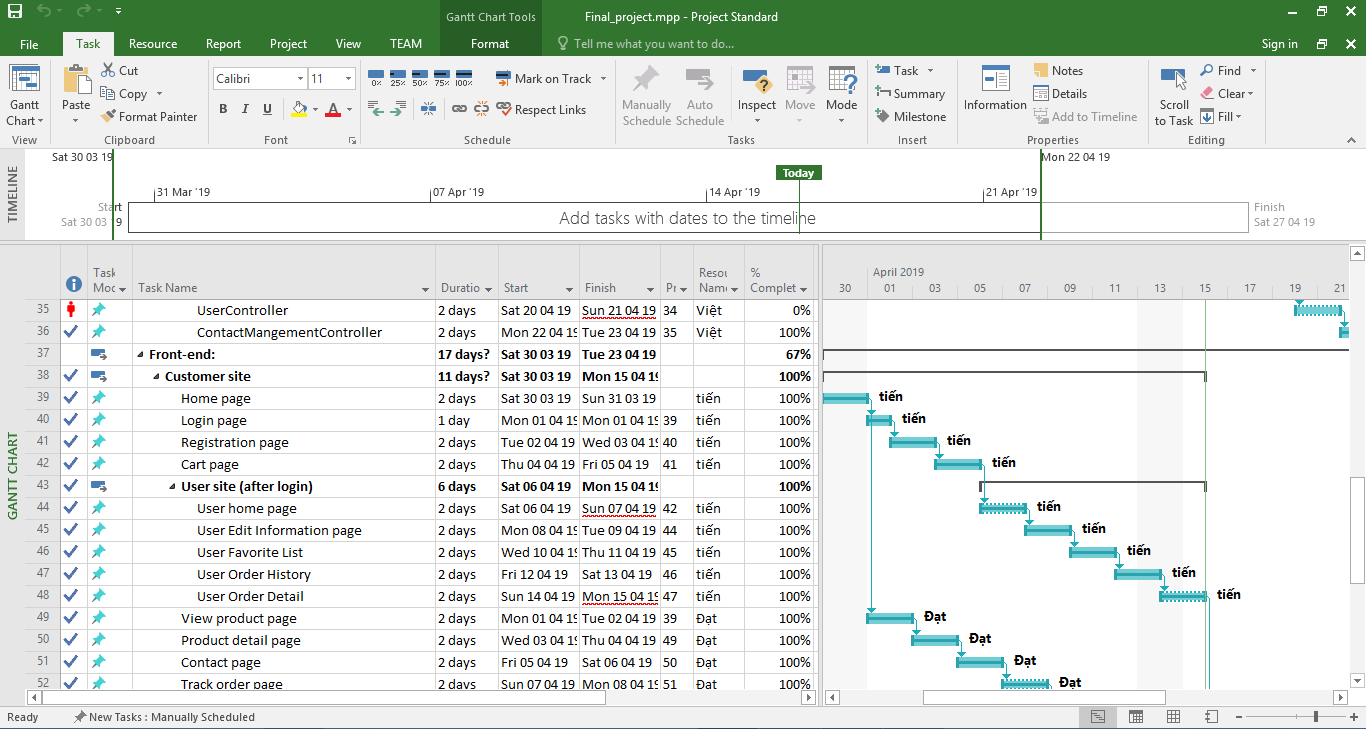 Gantt Chart Tools
Final_project.mpp - Project Standard
File Task Resource Report Project View TEAM Format Tell me what you want to do... Sign in
Gantt Chart
View
Paste
Cut
Copy
Format Painter
Clipboard
Calibri 11
B I U A
Font
0% 25% 50% 75% 100%
Mark on Track
Respect Links
Schedule
Manually Schedule
Auto Schedule
Inspect
Move
Mode
Tasks
Task
Summary
Milestone
Insert
Information
Notes
Details
Add to Timeline
Properties
Scroll to Task
Find
Clear
Fill
Editing
TIMELINE
Sat 30 03 19
Mon 22 04 19
Today
31 Mar '19 07 Apr '19 14 Apr '19 21 Apr '19
Start
Sat 30 03 19
Add tasks with dates to the timeline
Finish
Sat 27 04 19
GANTT CHART
Task Mod Task Name Duratio Start Finish Pr Resou Name % Complet
April 2019
30 01 03 05 07 09 11 13 15 19 21
35 UserController 2 days Sat 20 04 19 Sun 21 04 19 34 Việt 0%
36 ContactMangementController 2 days Mon 22 04 19 Tue 23 04 19 35 Việt 100%
37 Front-end: 17 days? Sat 30 03 19 Tue 23 04 19 67%
38 Customer site 11 days? Sat 30 03 19 Mon 15 04 19 100%
39 Home page 2 days Sat 30 03 19 Sun 31 03 19 tiến 100% tiến
40 Login page 1 day Mon 01 04 19 Mon 01 04 19 39 tiến 100% tiến
41 Registration page 2 days Tue 02 04 19 Wed 03 04 19 40 tiến 100% tiến
42 Cart page 2 days Thu 04 04 19 Fri 05 04 19 41 tiến 100% tiến
43 User site (after login) 6 days Sat 06 04 19 Mon 15 04 19 100%
44 User home page 2 days Sat 06 04 19 Sun 07 04 19 42 tiến 100% tiến
45 User Edit Information page 2 days Mon 08 04 19 Tue 09 04 19 44 tiến 100% tiến
46 User Favorite List 2 days Wed 10 04 19 Thu 11 04 19 45 tiến 100% tiến
47 User Order History 2 days Fri 12 04 19 Sat 13 04 19 46 tiến 100% tiến
48 User Order Detail 2 days Sun 14 04 19 Mon 15 04 19 47 tiến 100% tiến
49 View product page 2 days Mon 01 04 19 Tue 02 04 19 39 Đạt 100% Đạt
50 Product detail page 2 days Wed 03 04 19 Thu 04 04 19 49 Đạt 100% Đạt
51 Contact page 2 days Fri 05 04 19 Sat 06 04 19 50 Đạt 100% Đạt
52 Track order page 2 days Sun 07 04 19 Mon 08 04 19 51 Đạt 100% Đạt
Ready New Tasks : Manually Scheduled